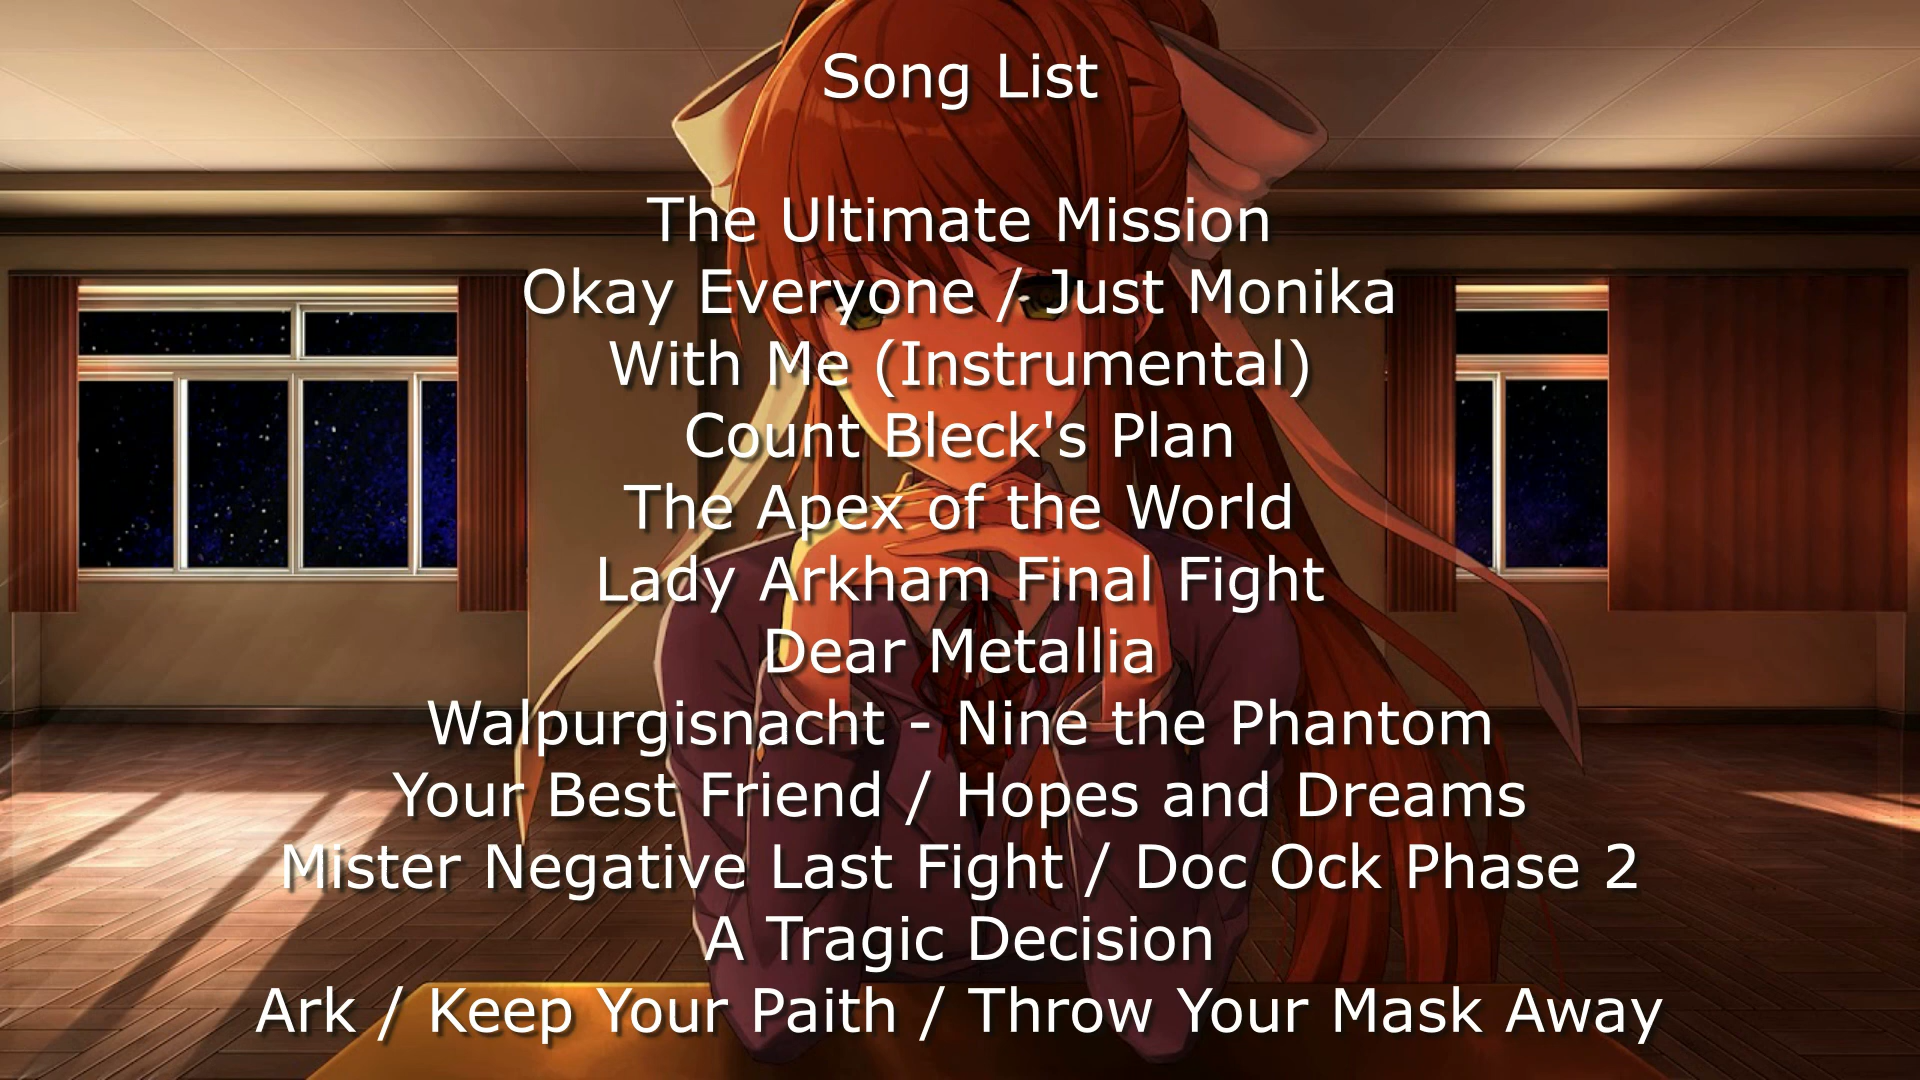 Song List
The Ultimate Mission
Okay Everyone / Just Monika
With Me (Instrumental)
Count Bleck's Plan
The Apex of the World
Lady Arkham Final Fight
Dear Metallia
Walpurgisnacht - Nine the Phantom
Your Best Friend / Hopes and Dreams
Mister Negative Last Fight / Doc Ock Phase 2
A Tragic Decision
Ark / Keep Your Paith / Throw Your Mask Away